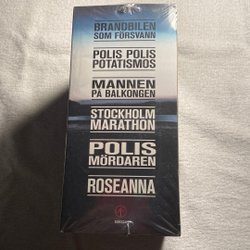 BRANDBILEN
SOM FÖRSVANN
POLIS POLIS
POTATISMOS
MANNEN
PÅ BALKONGEN
STOCKHOLM
MARATHON
POLIS
MÖRDAREN
ROSEANNA